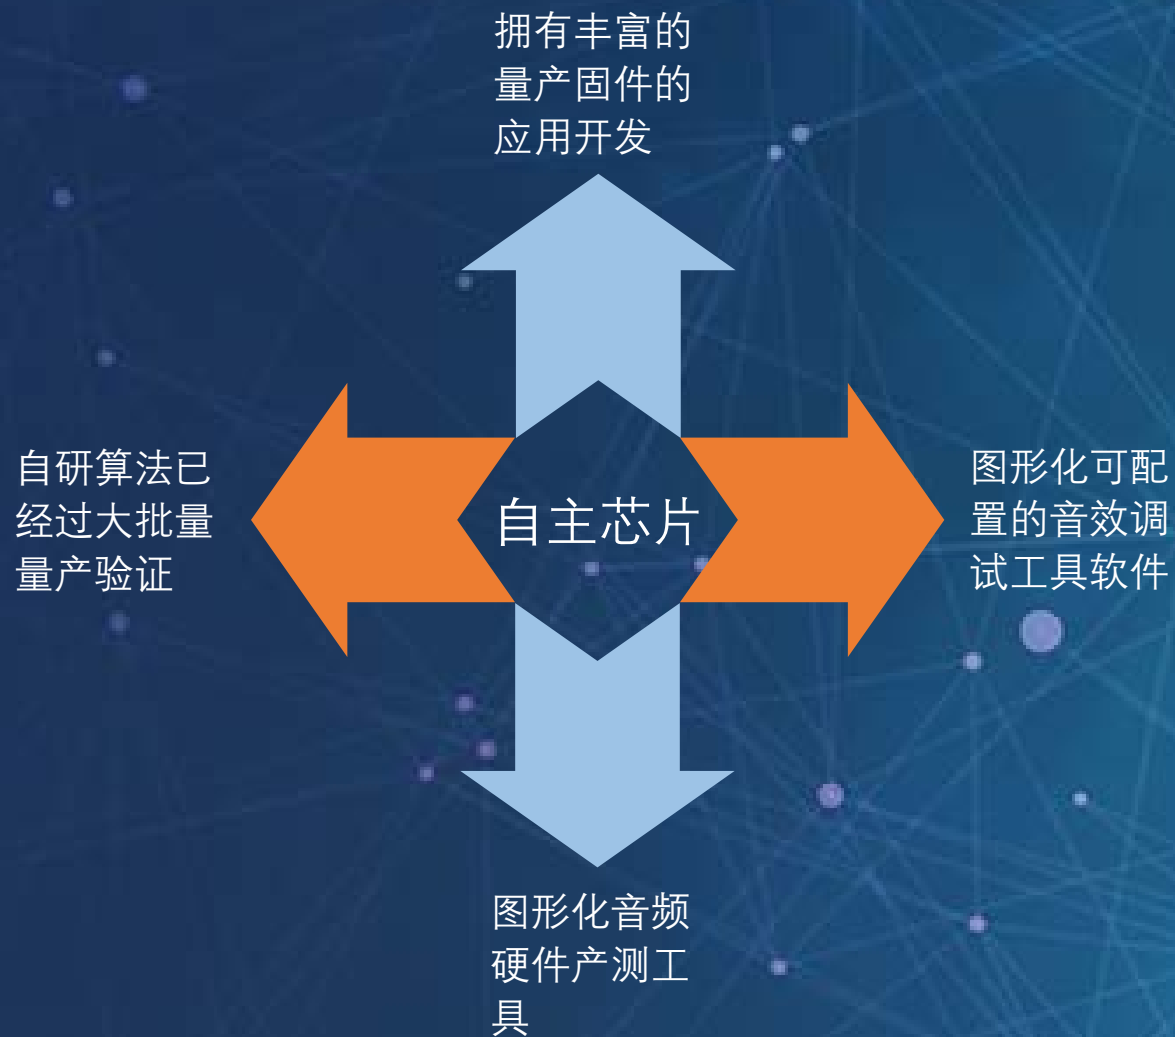 拥有丰富的
量产固件的
应用开发
自研算法已
经过大批量
量产验证
自主芯片
图形化可配
置的音效调
试工具软件
图形化音频
硬件产测工
具